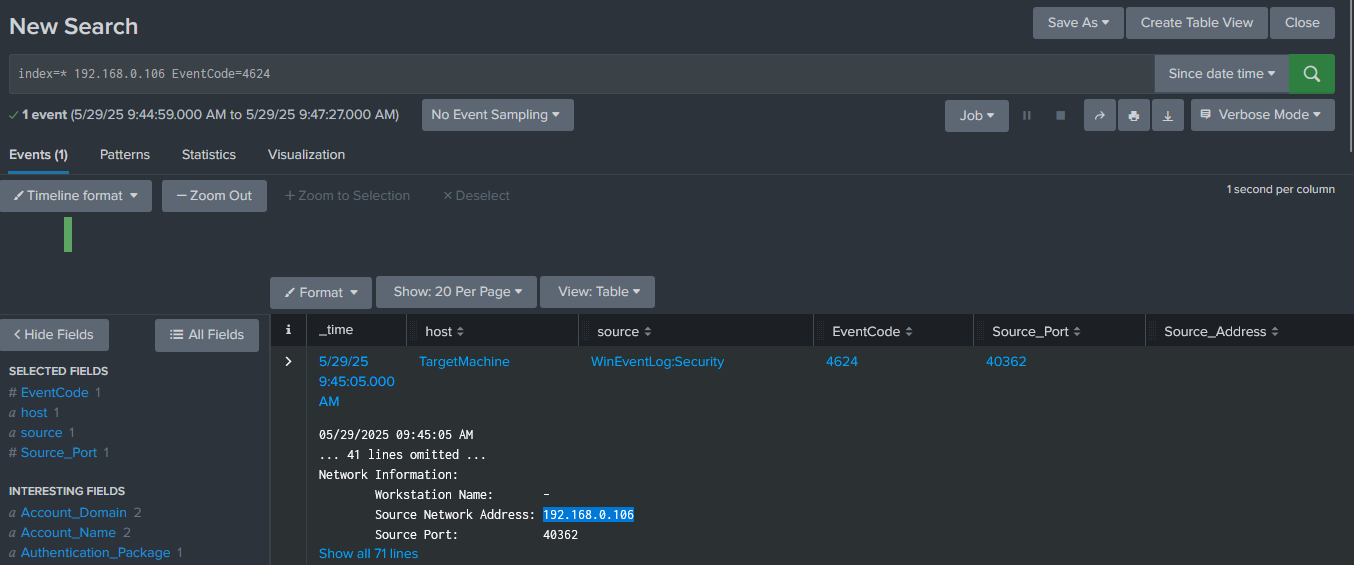 New Search
Save As
Create Table View
Close
index=* 192.168.0.106 EventCode=4624
Since date time
1 event (5/29/25 9:44:59.000 AM to 5/29/25 9:47:27.000 AM)
No Event Sampling
Job
Verbose Mode
Events (1)
Patterns
Statistics
Visualization
Timeline format
— Zoom Out
+ Zoom to Selection
× Deselect
1 second per column
Format
Show: 20 Per Page
View: Table
< Hide Fields
All Fields
i
_time
host
source
EventCode
Source_Port
Source_Address
SELECTED FIELDS
# EventCode 1
a host 1
a source 1
# Source_Port 1
INTERESTING FIELDS
a Account_Domain 2
a Account_Name 2
a Authentication_Package 1
>
5/29/25
9:45:05.000
AM
TargetMachine
WinEventLog:Security
4624
40362
05/29/2025 09:45:05 AM
... 41 lines omitted ...
Network Information:
Workstation Name: -
Source Network Address: 192.168.0.106
Source Port: 40362
Show all 71 lines